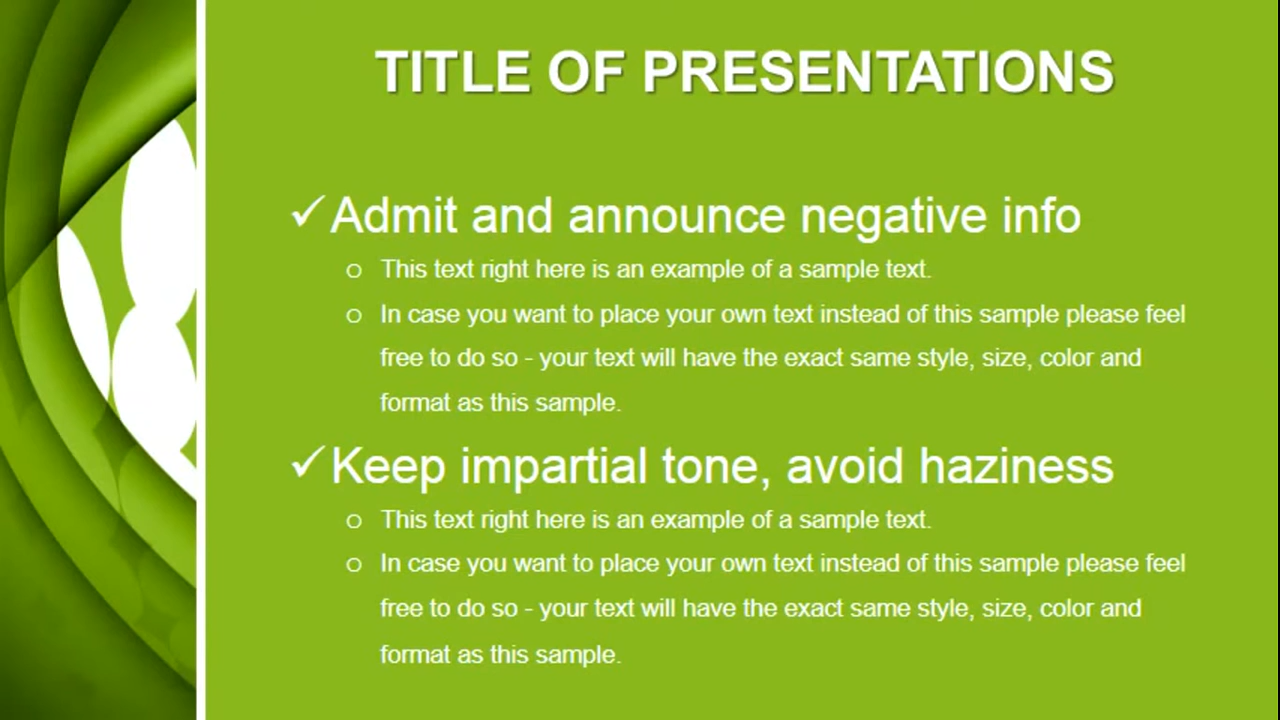 TITLE OF PRESENTATIONS
✓Admit and announce negative info
o This text right here is an example of a sample text.
o In case you want to place your own text instead of this sample please feel
free to do so - your text will have the exact same style, size, color and
format as this sample.
✓Keep impartial tone, avoid haziness
o This text right here is an example of a sample text.
o In case you want to place your own text instead of this sample please feel
free to do so - your text will have the exact same style, size, color and
format as this sample.